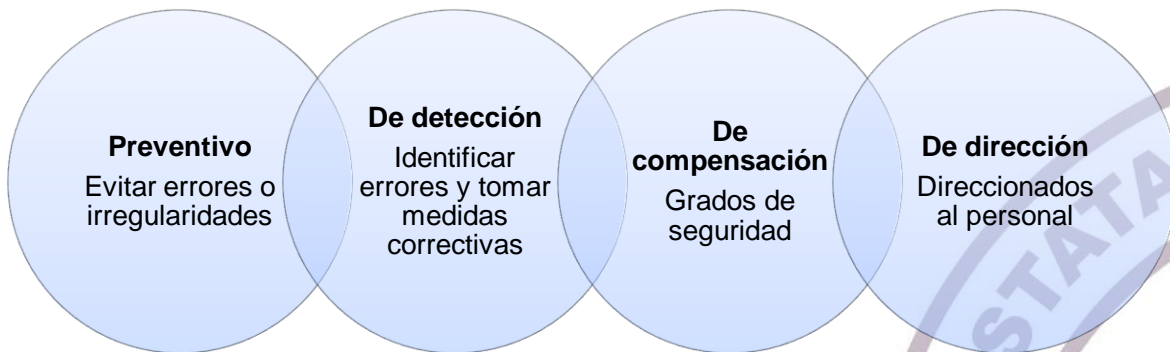 Preventivo
Evitar errores o
irregularidades
De detección
Identificar
errores y tomar
medidas
correctivas
De
compensación
Grados de
seguridad
De dirección
Direccionados
al personal
STATA